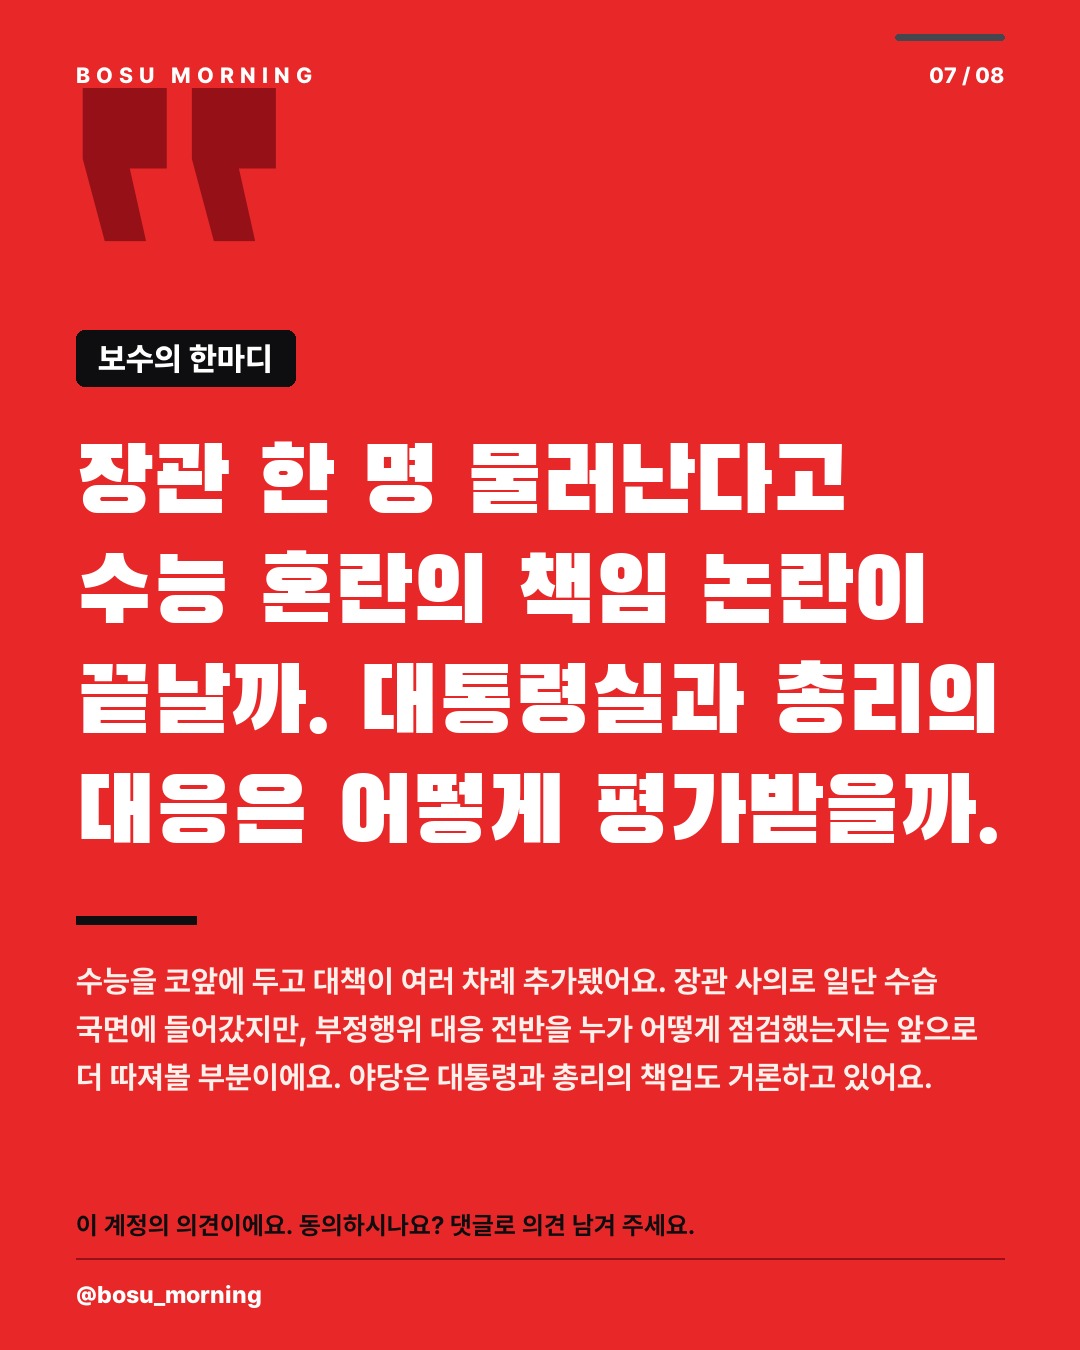 BOSU MORNING
07 / 08
보수의 한마디
장관 한 명 물러난다고
수능 혼란의 책임 논란이
끝날까. 대통령실과 총리의
대응은 어떻게 평가받을까.
수능을 코앞에 두고 대책이 여러 차례 추가됐어요. 장관 사의로 일단 수습
국면에 들어갔지만, 부정행위 대응 전반을 누가 어떻게 점검했는지는 앞으로
더 따져볼 부분이에요. 야당은 대통령과 총리의 책임도 거론하고 있어요.
이 계정의 의견이에요. 동의하시나요? 댓글로 의견 남겨 주세요.
@bosu_morning